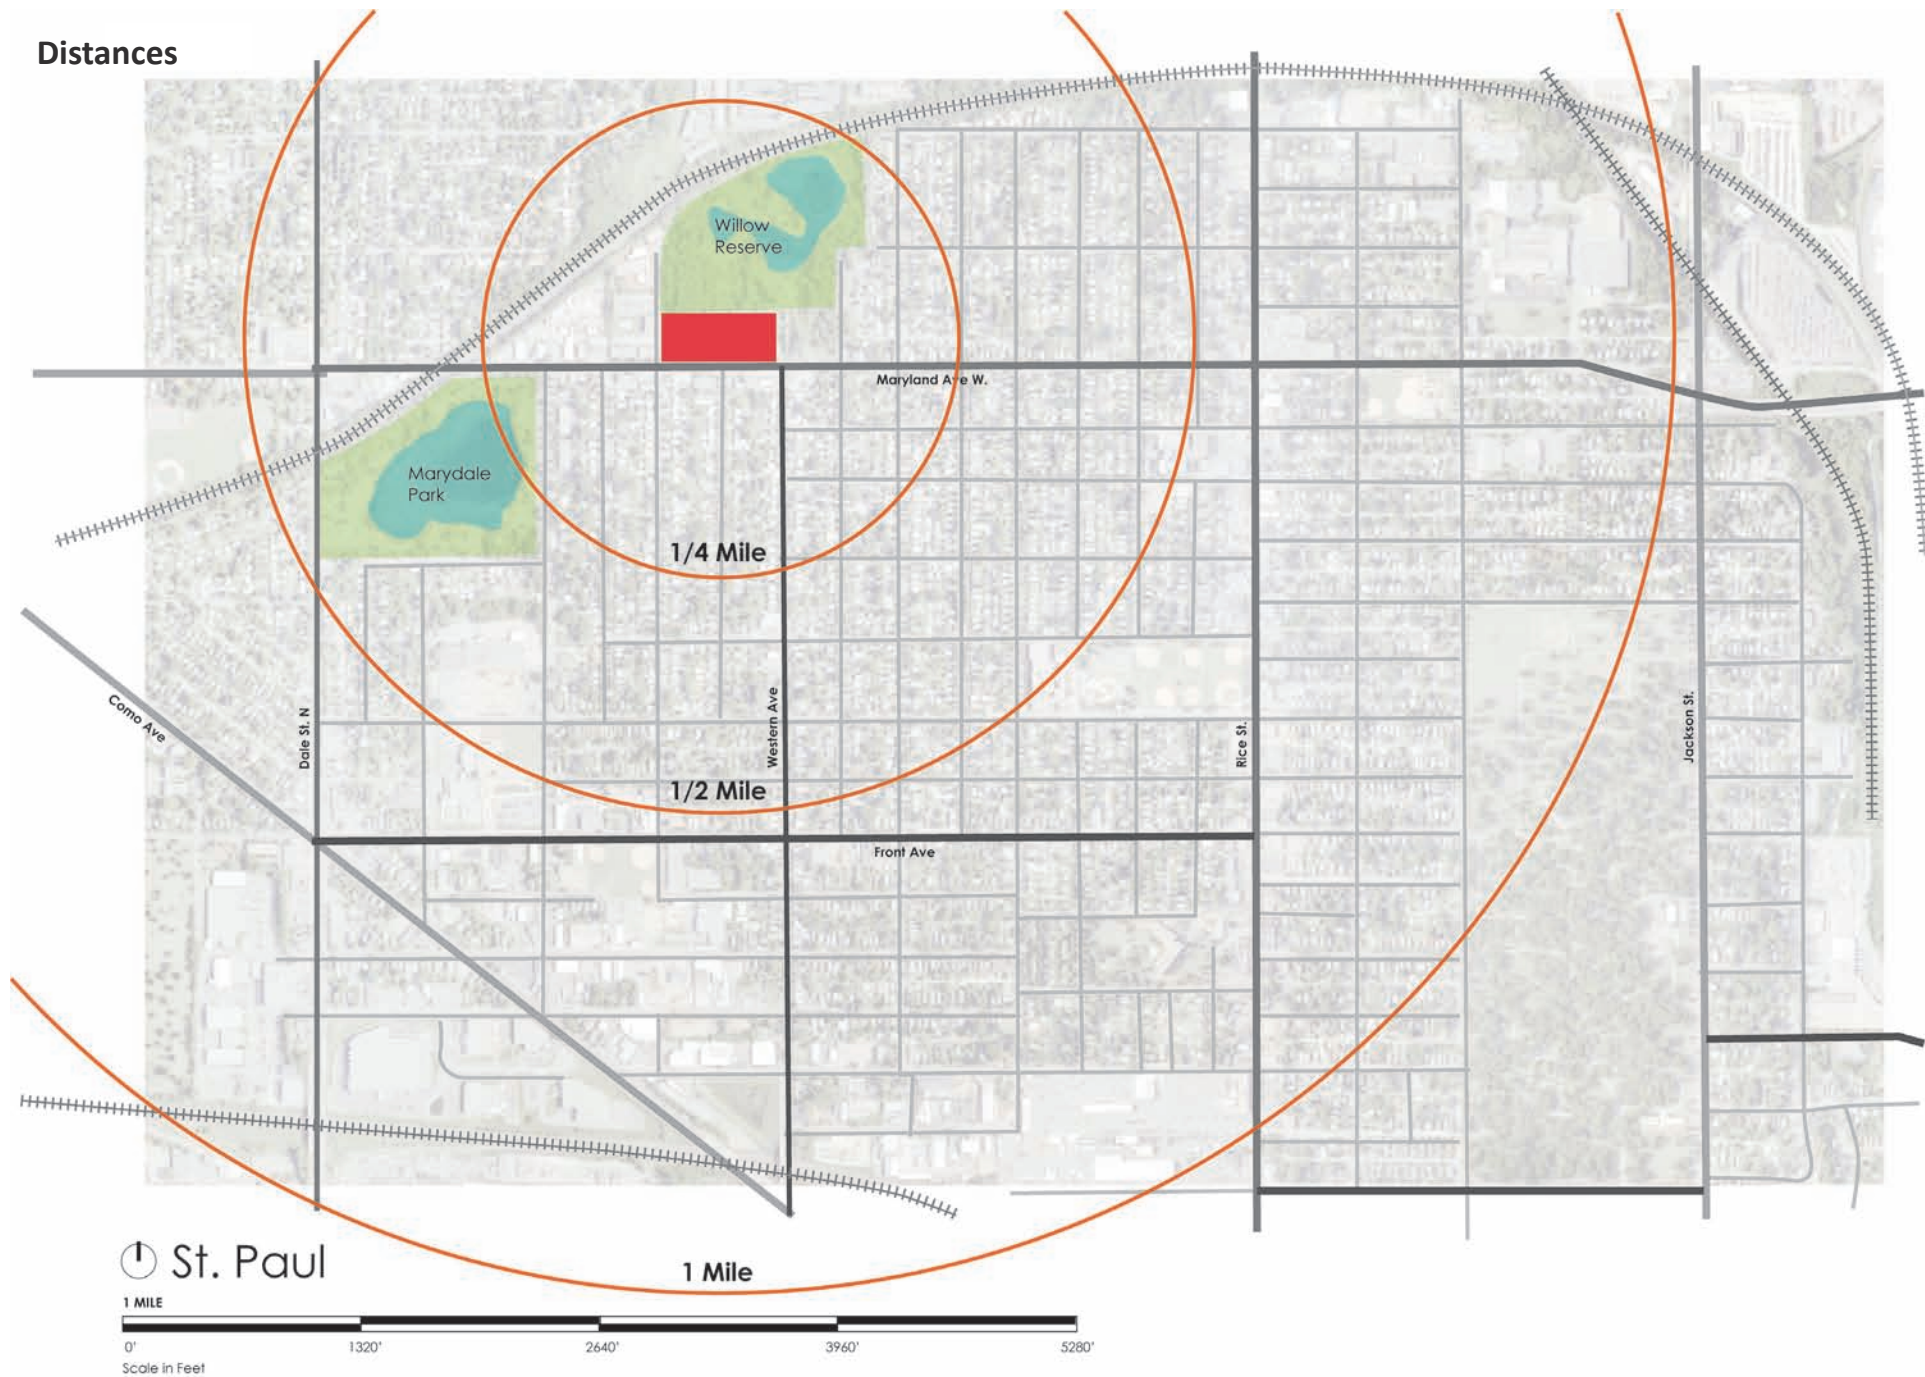 Distances
Willow
Reserve
Maryland Ave W.
Marydale
Park
1/4 Mile
Como Ave
Dale St. N
Western Ave
Rice St.
Jackson St.
1/2 Mile
Front Ave
St. Paul
1 Mile
1 MILE
0' 1320' 2640' 3960' 5280'
Scale in Feet